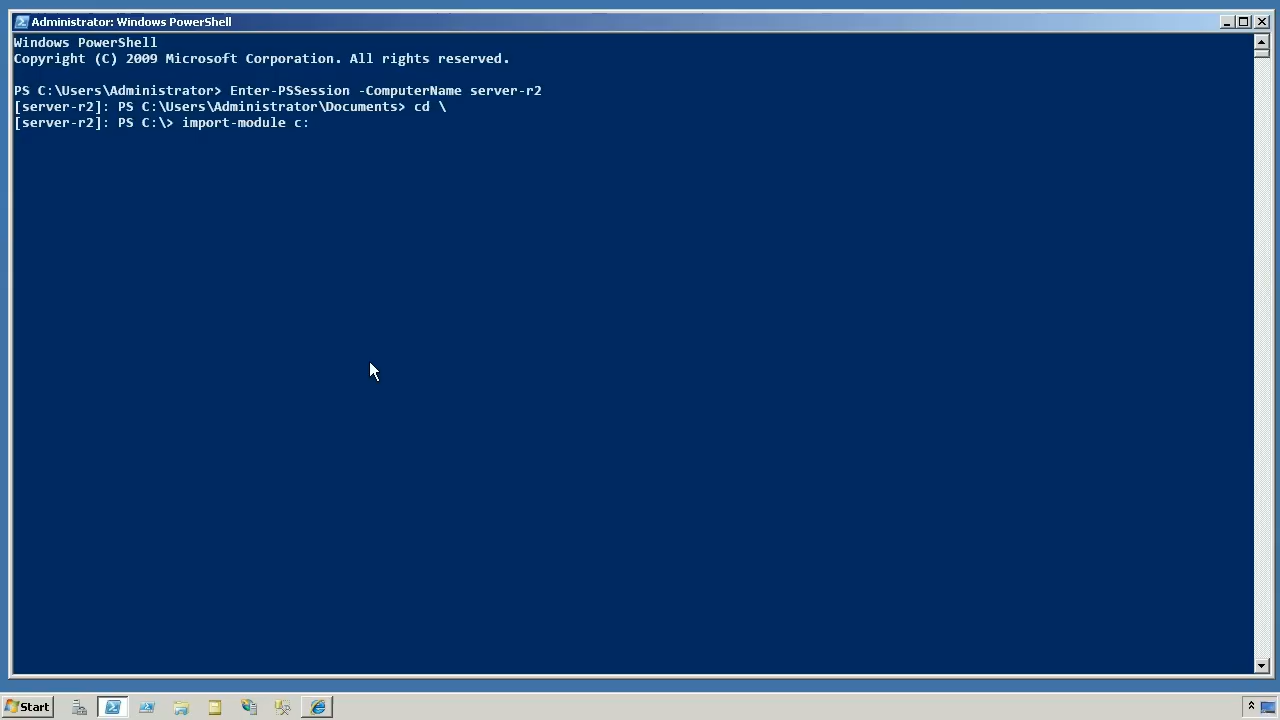 Administrator: Windows PowerShell
Windows PowerShell
Copyright (C) 2009 Microsoft Corporation. All rights reserved.
PS C:\Users\Administrator> Enter-PSSession -ComputerName server-r2
[server-r2]: PS C:\Users\Administrator\Documents> cd \
[server-r2]: PS C:\> import-module c:
Start